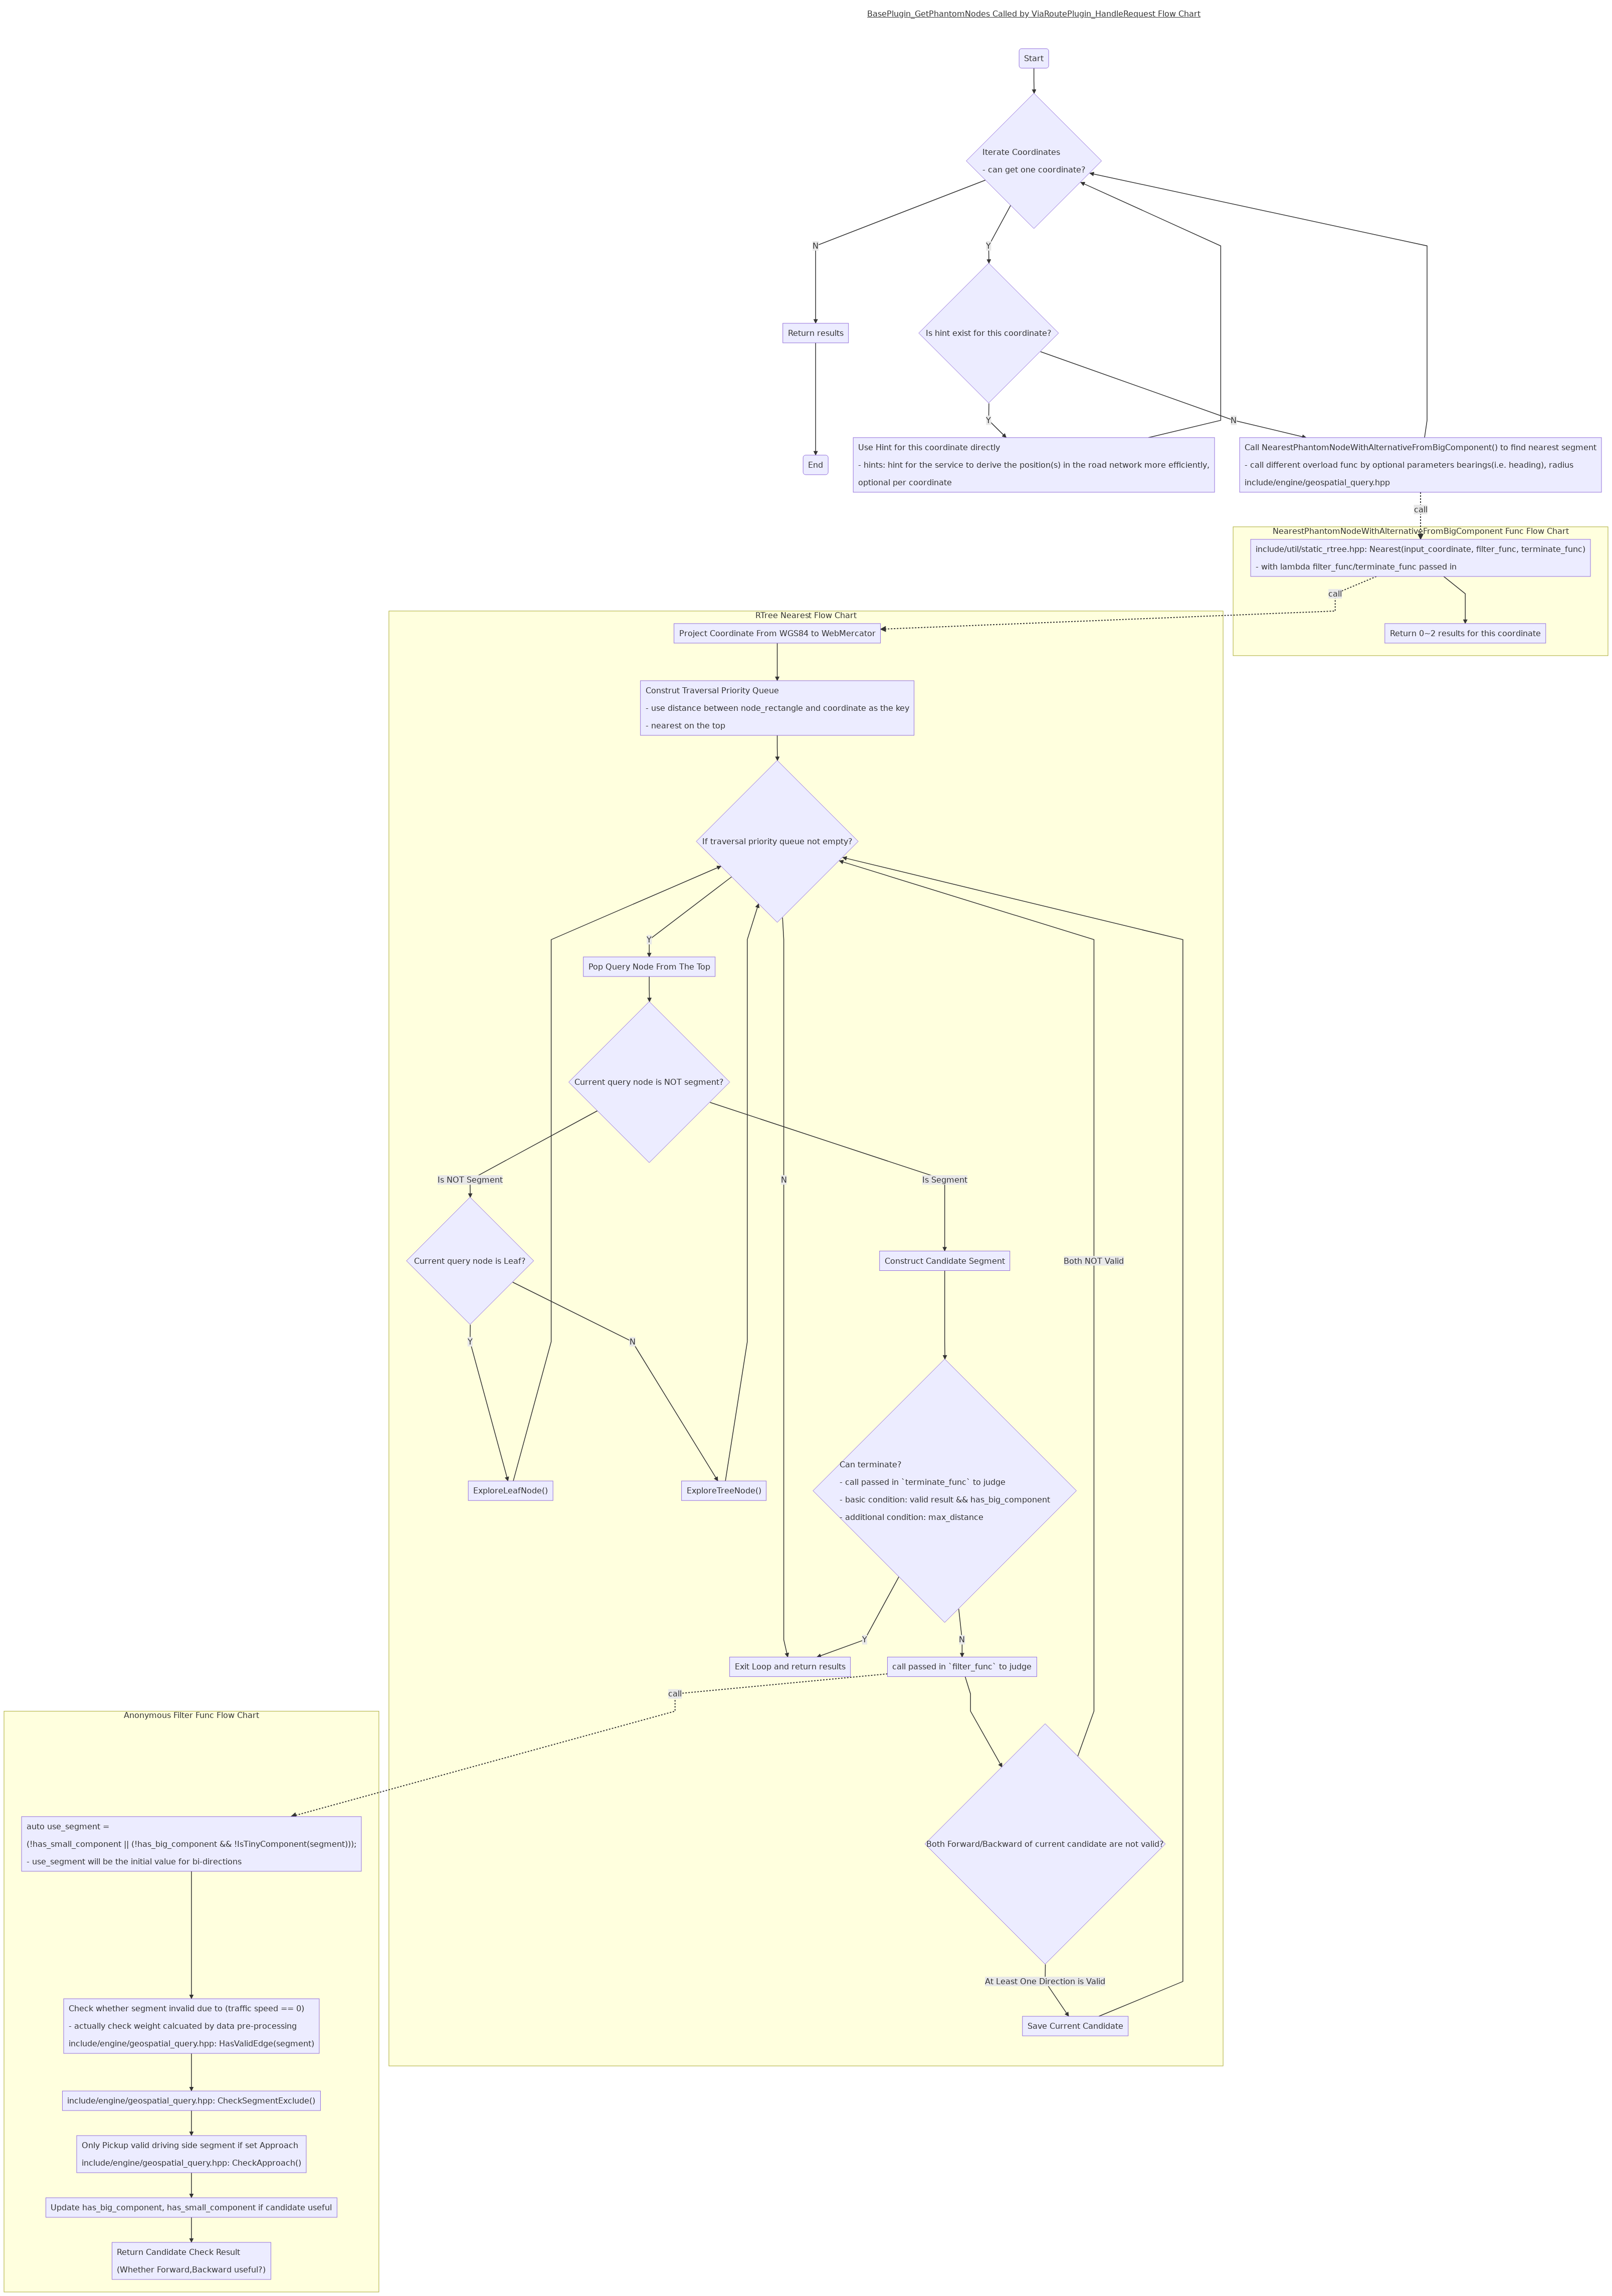 BasePlugin_GetPhantomNodes Called by ViaRoutePlugin_HandleRequest Flow Chart
Start
Iterate Coordinates
- can get one coordinate?
N
Y
Return results
Is hint exist for this coordinate?
Y
N
End
Use Hint for this coordinate directly
- hints: hint for the service to derive the position(s) in the road network more efficiently,
optional per coordinate
Call NearestPhantomNodeWithAlternativeFromBigComponent() to find nearest segment
- call different overload func by optional parameters bearings(i.e. heading), radius
include/engine/geospatial_query.hpp
call
NearestPhantomNodeWithAlternativeFromBigComponent Func Flow Chart
include/util/static_rtree.hpp: Nearest(input_coordinate, filter_func, terminate_func)
- with lambda filter_func/terminate_func passed in
call
Return 0~2 results for this coordinate
RTree Nearest Flow Chart
Project Coordinate From WGS84 to WebMercator
Construt Traversal Priority Queue
- use distance between node_rectangle and coordinate as the key
- nearest on the top
If traversal priority queue not empty?
Y
Pop Query Node From The Top
Current query node is NOT segment?
Is NOT Segment
N
Is Segment
Current query node is Leaf?
Construct Candidate Segment
Both NOT Valid
Y
N
Can terminate?
- call passed in `terminate_func` to judge
- basic condition: valid result && has_big_component
- additional condition: max_distance
ExploreLeafNode()
ExploreTreeNode()
Y
N
Exit Loop and return results
call passed in `filter_func` to judge
call
Both Forward/Backward of current candidate are not valid?
At Least One Direction is Valid
Save Current Candidate
Anonymous Filter Func Flow Chart
auto use_segment =
(!has_small_component || (!has_big_component && !IsTinyComponent(segment)));
- use_segment will be the initial value for bi-directions
Check whether segment invalid due to (traffic speed == 0)
- actually check weight calcuated by data pre-processing
include/engine/geospatial_query.hpp: HasValidEdge(segment)
include/engine/geospatial_query.hpp: CheckSegmentExclude()
Only Pickup valid driving side segment if set Approach
include/engine/geospatial_query.hpp: CheckApproach()
Update has_big_component, has_small_component if candidate useful
Return Candidate Check Result
(Whether Forward,Backward useful?)